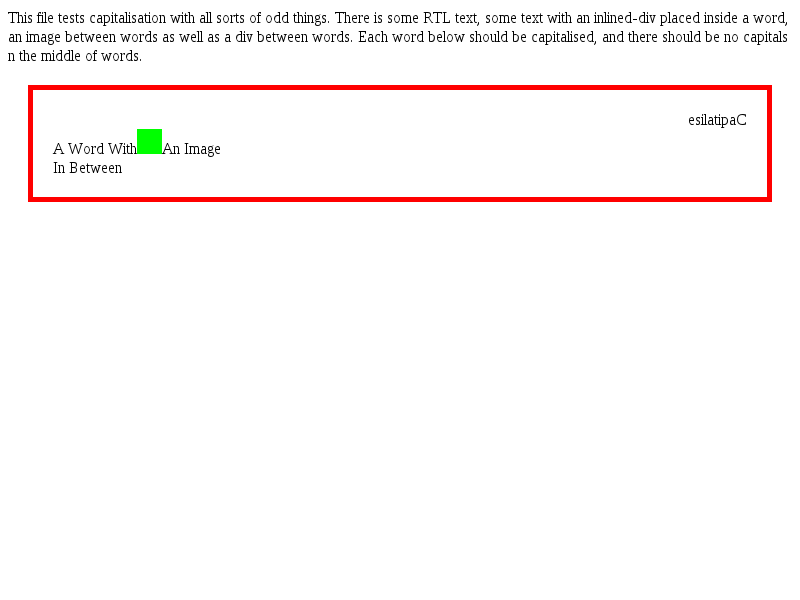 This file tests capitalisation with all sorts of odd things. There is some RTL text, some text with an inlined-div placed inside a word,
an image between words as well as a div between words. Each word below should be capitalised, and there should be no capitals
n the middle of words.
esilatipaC
A Word With An Image
In Between